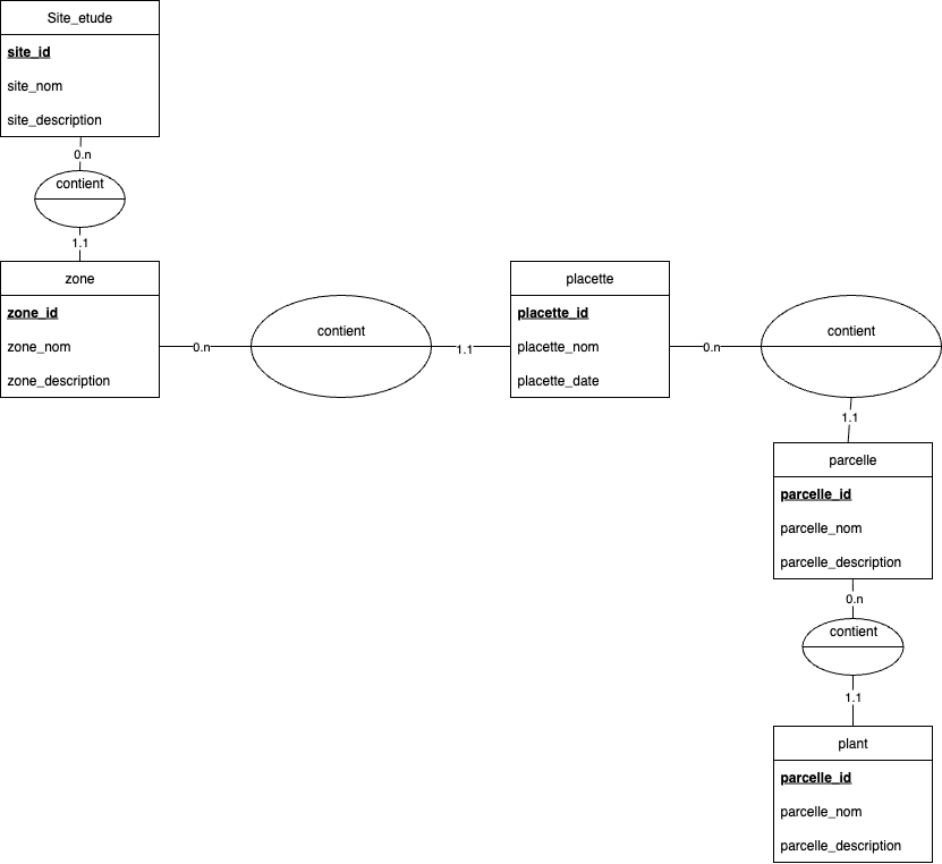 Site_etude
site_id
site_nom
site_description
0.n
contient
1.1
zone
zone_id
zone_nom
zone_description
0.n
contient
1.1
placette
placette_id
placette_nom
placette_date
0.n
contient
1.1
parcelle
parcelle_id
parcelle_nom
parcelle_description
0.n
contient
1.1
plant
parcelle_id
parcelle_nom
parcelle_description